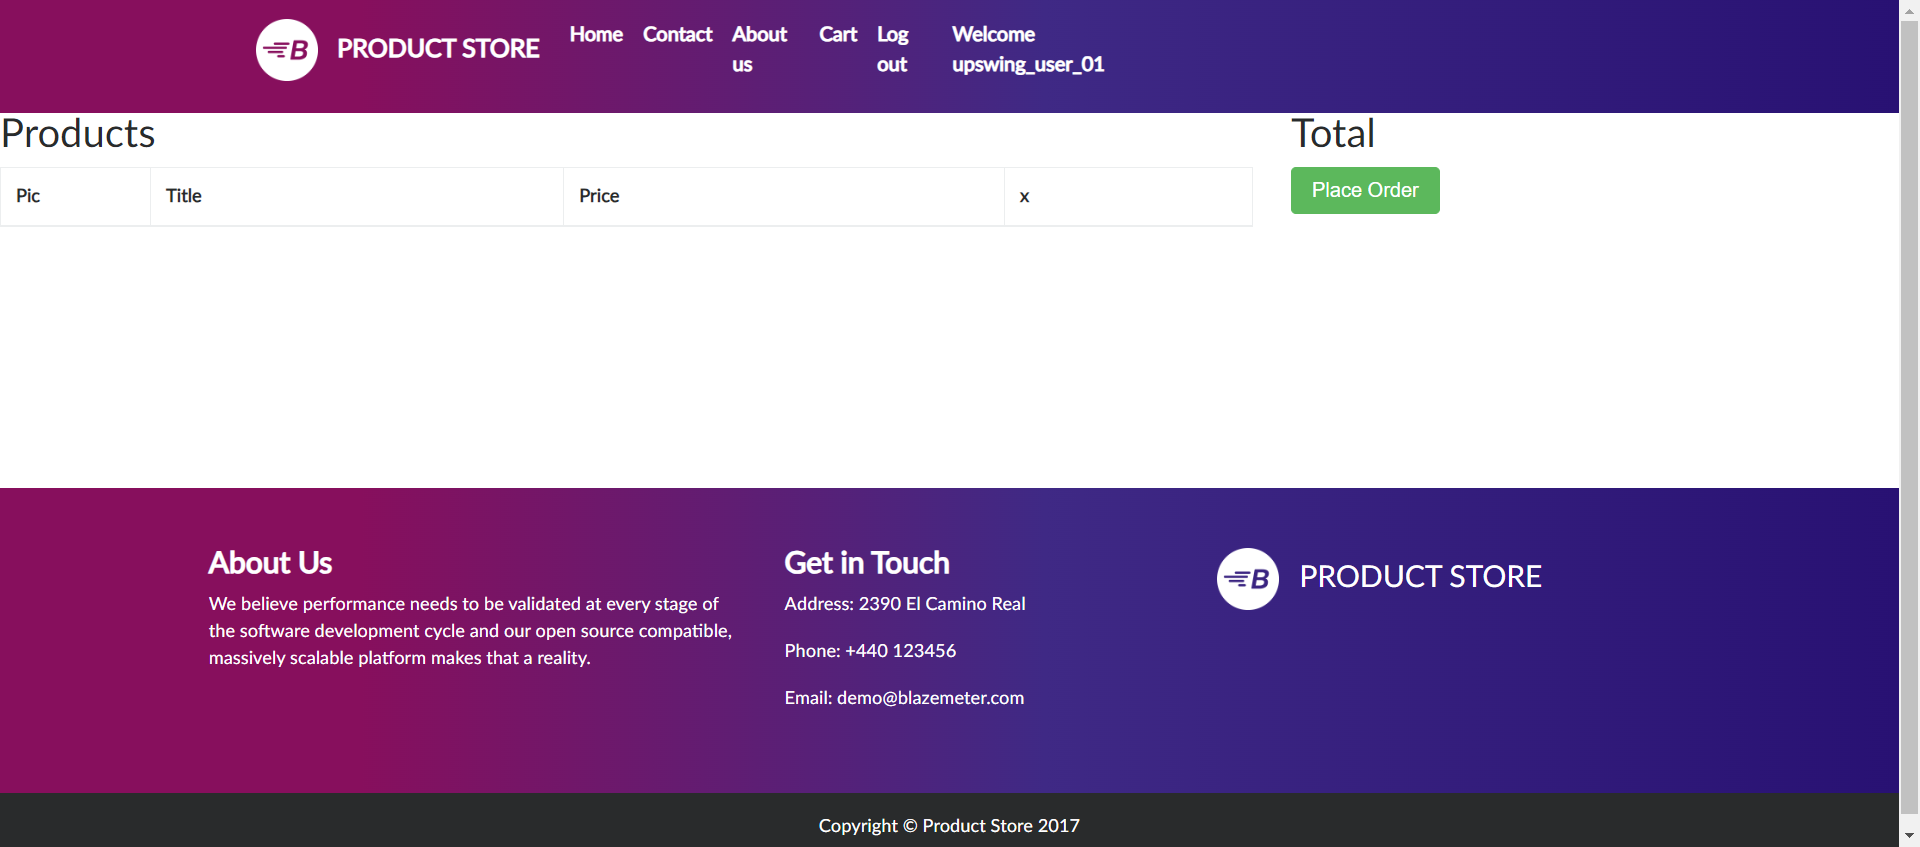 B PRODUCT STORE Home Contact About us Cart Log out Welcome upswing_user_01
Products
Total
Pic Title Price x
Place Order
About Us
We believe performance needs to be validated at every stage of
the software development cycle and our open source compatible,
massively scalable platform makes that a reality.
Get in Touch
Address: 2390 El Camino Real
Phone: +440 123456
Email: demo@blazemeter.com
B PRODUCT STORE
Copyright © Product Store 2017